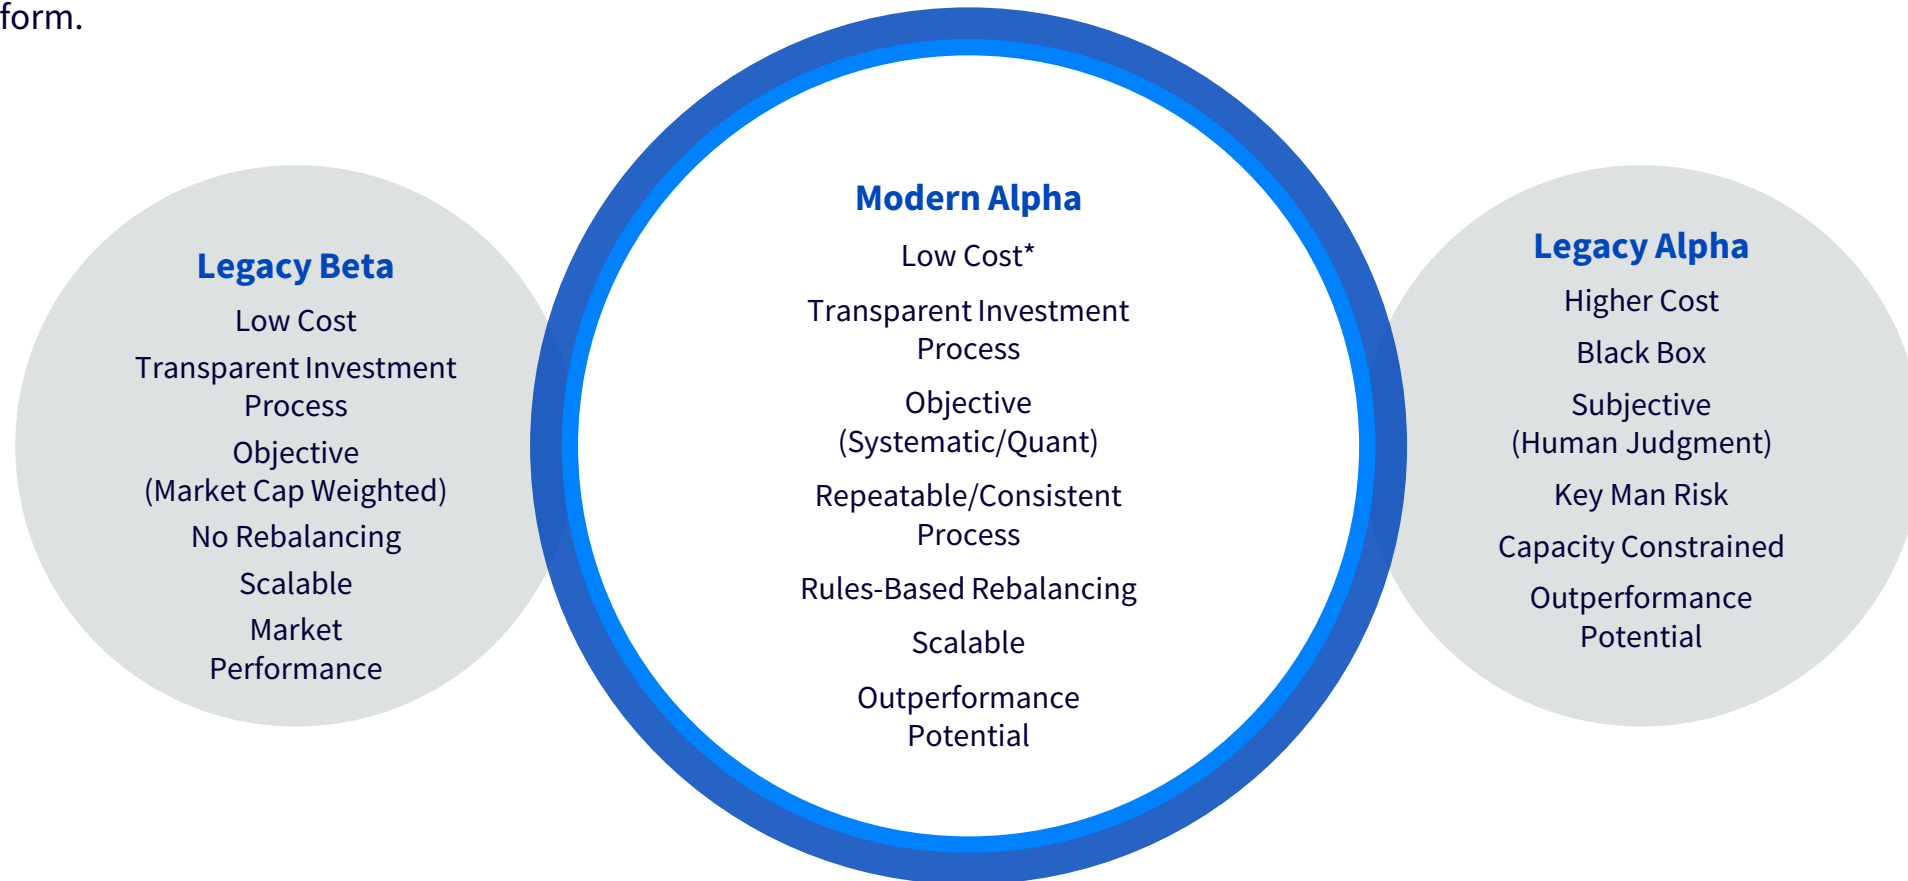 form.
Legacy Beta
Low Cost
Transparent Investment
Process
Objective
(Market Cap Weighted)
No Rebalancing
Scalable
Market
Performance
Modern Alpha
Low Cost*
Transparent Investment
Process
Objective
(Systematic/Quant)
Repeatable/Consistent
Process
Rules-Based Rebalancing
Scalable
Outperformance
Potential
Legacy Alpha
Higher Cost
Black Box
Subjective
(Human Judgment)
Key Man Risk
Capacity Constrained
Outperformance
Potential